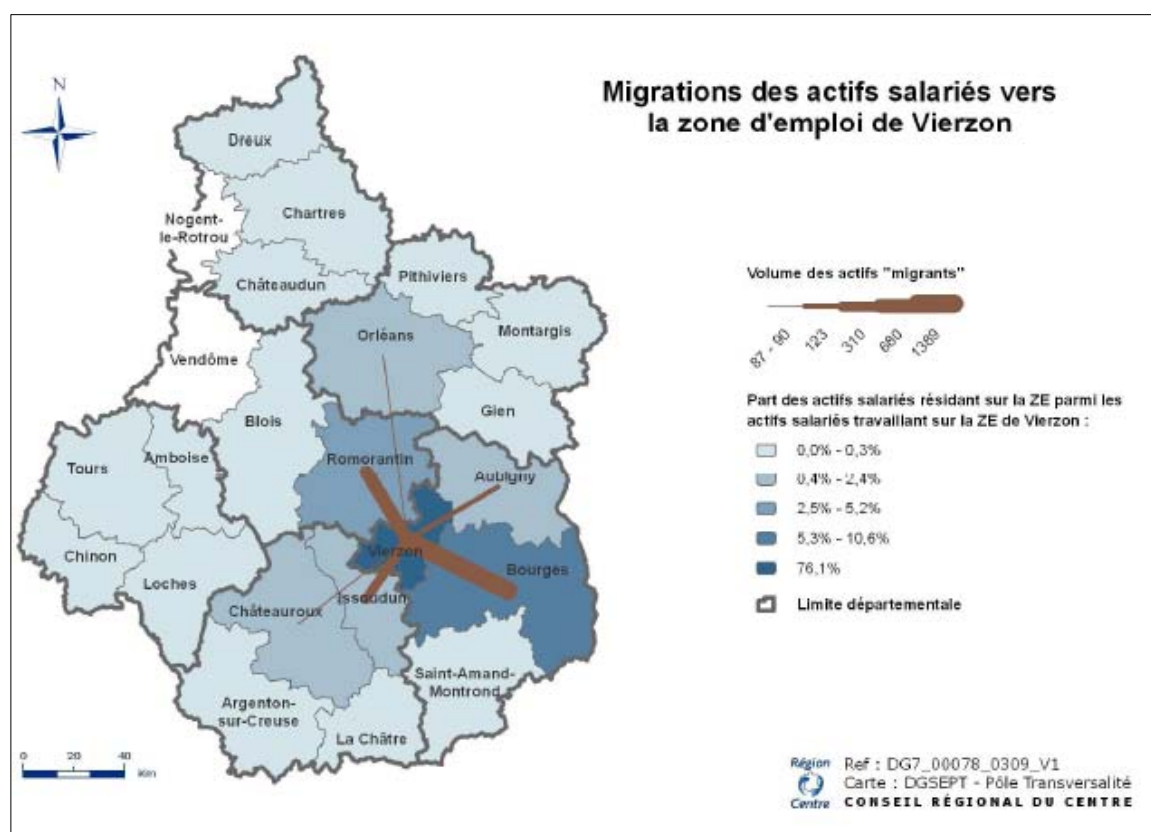 Migrations des actifs salariés vers
la zone d'emploi de Vierzon
N
Dreux
Nogent-
le-Rotrou
Chartres
Châteaudun
Pithiviers
Orléans
Montargis
Vendôme
Blois
Gien
Tours
Amboise
Romorantin
Aubigny
Chinon
Loches
Vierzon
Bourges
Châteauroux
Issoudun
Saint-Amand-
Montrond
Argenton-
sur-Creuse
La Châtre
0 20 40
Km
Volume des actifs "migrants"
87 - 90 123 310 680 1389
Part des actifs salariés résidant sur la ZE parmi les
actifs salariés travaillant sur la ZE de Vierzon :
0,0% - 0,3%
0,4% - 2,4%
2,5% - 5,2%
5,3% - 10,6%
76,1%
Limite départementale
Région
Centre
Ref : DG7_00078_0309_V1
Carte : DGSEPT - Pôle Transversalité
CONSEIL RÉGIONAL DU CENTRE